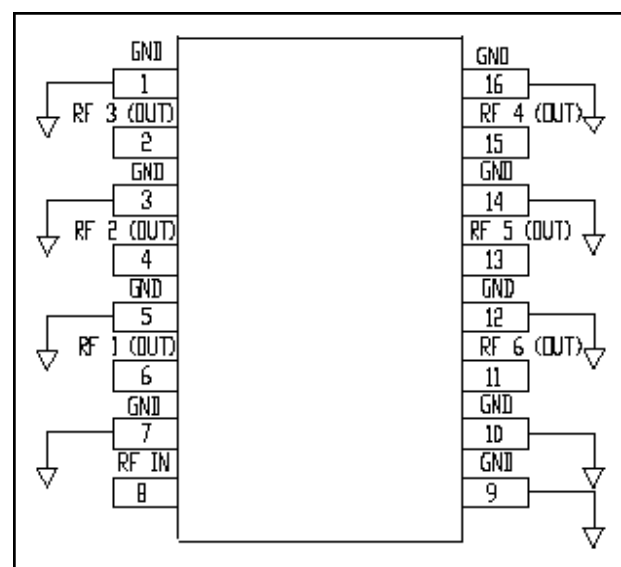 GND
1
RF 3 (OUT)
2
GND
3
RF 2 (OUT)
4
GND
5
RF 1 (OUT)
6
GND
7
RF IN
8
GND
16
RF 4 (OUT)
15
GND
14
RF 5 (OUT)
13
GND
12
RF 6 (OUT)
11
GND
10
GND
9